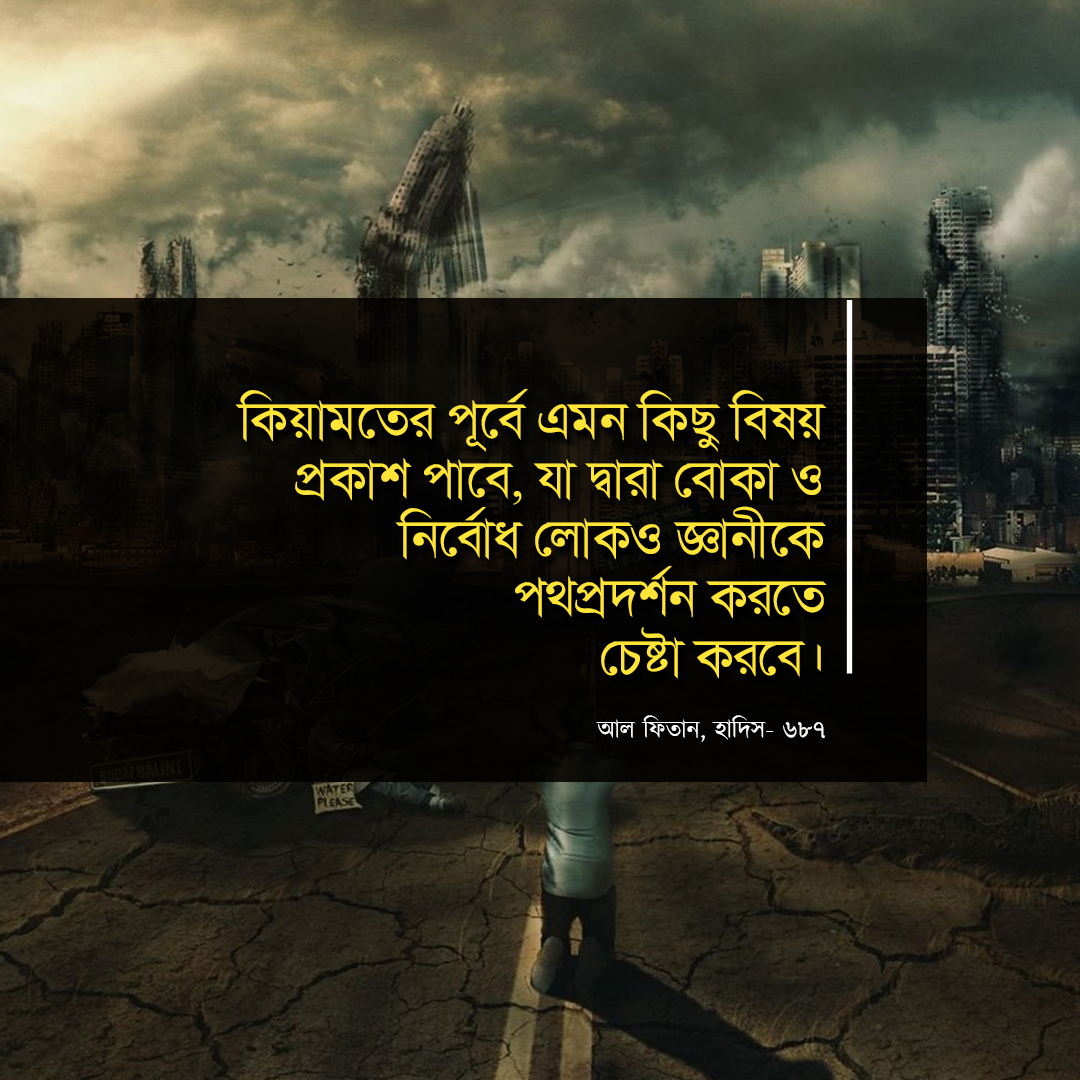 কিয়ামতের পূর্বে এমন কিছু বিষয়
প্রকাশ পাবে, যা দ্বারা বোকা ও
নির্বোধ লোকও জ্ঞানীকে
পথপ্রদর্শন করতে
চেষ্টা করবে।
আল ফিতান, হাদিস- ৬৮৭
WATER
PLEASE